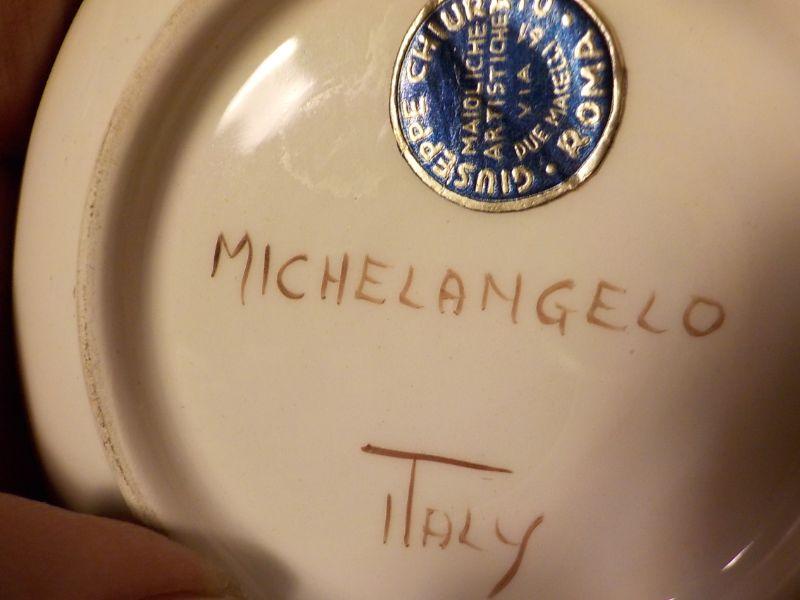 GIUSEPPE CHIURATO · ROMA ·
MAIOLICHE
ARTISTICHE
VIA
DUE MACELLI
MICHELANGELO
ITALY